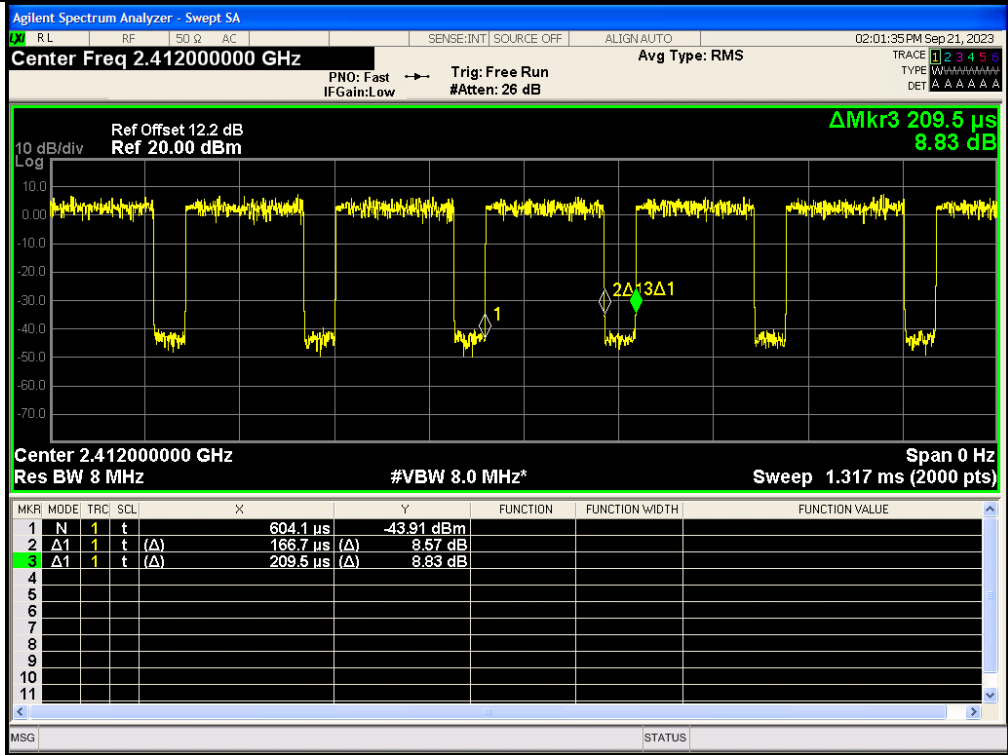 Agilent Spectrum Analyzer - Swept SA
LXI RL RF 50 Ω AC SENSE:INT SOURCE OFF ALIGNAUTO 02:01:35 PM Sep 21, 2023
Center Freq 2.412000000 GHz Avg Type: RMS TRACE 1 2 3 4 5 6
PNO: Fast Trig: Free Run TYPE W
IFGain:Low #Atten: 26 dB DET A A A A A A
ΔMkr3 209.5 µs
8.83 dB
Ref Offset 12.2 dB
10 dB/div Ref 20.00 dBm
Log
10.0
0.00
-10.0
-20.0
-30.0
-40.0
-50.0
-60.0
-70.0
1
2Δ1 3Δ1
Center 2.412000000 GHz Span 0 Hz
Res BW 8 MHz #VBW 8.0 MHz* Sweep 1.317 ms (2000 pts)
MKR MODE TRC SCL X Y FUNCTION FUNCTION WIDTH FUNCTION VALUE
1 N 1 t 604.1 µs -43.91 dBm
2 Δ1 1 t (Δ) 166.7 µs (Δ) 8.57 dB
3 Δ1 1 t (Δ) 209.5 µs (Δ) 8.83 dB
4
5
6
7
8
9
10
11
MSG STATUS